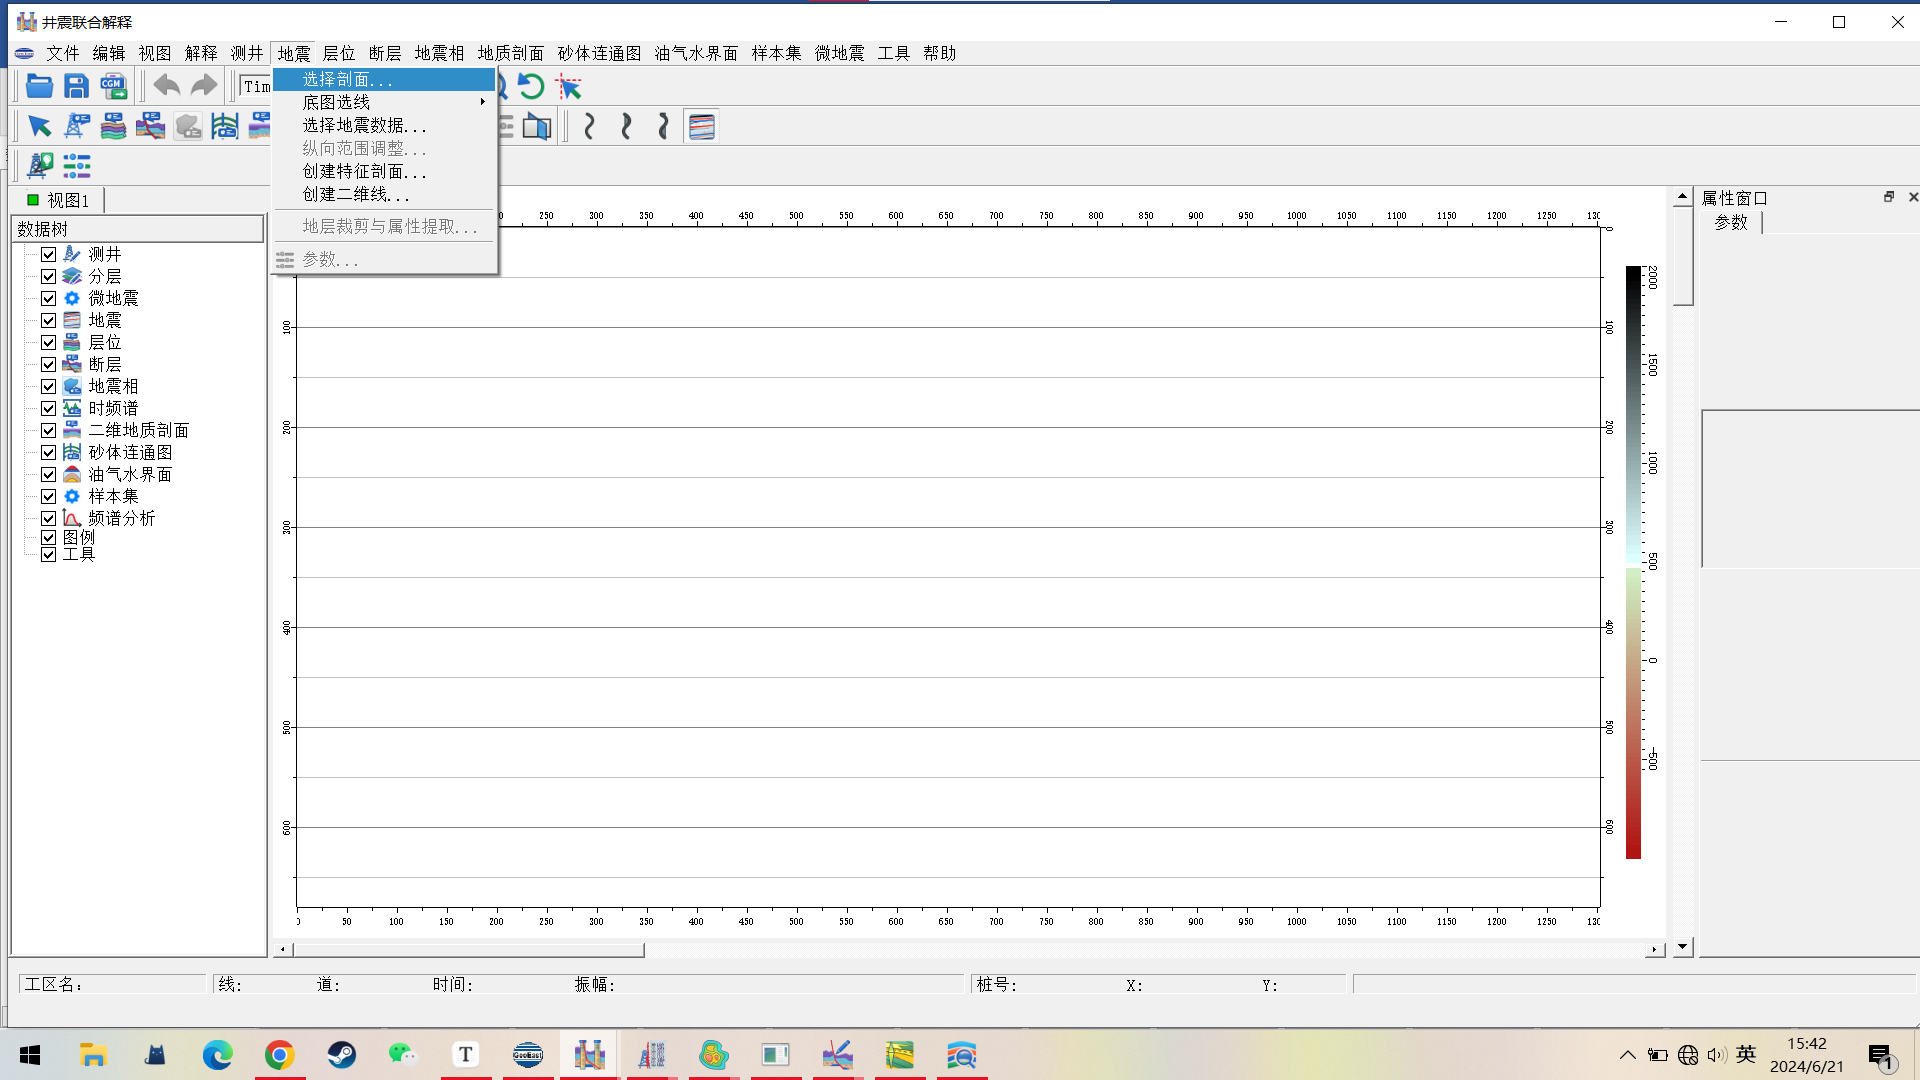 井震联合解释
文件 编辑 视图 解释 测井 地震 层位 断层 地震相 地质剖面 砂体连通图 油气水界面 样本集 微地震 工具 帮助
CGM
Tim
选择剖面...
底图选线
选择地震数据...
纵向范围调整...
创建特征剖面...
创建二维线...
地层裁剪与属性提取...
参数...
视图1
数据树
测井
分层
微地震
地震
层位
断层
地震相
时频谱
二维地质剖面
砂体连通图
油气水界面
样本集
频谱分析
图例
工具
0 250 300 350 400 450 500 550 600 650 700 750 800 850 900 950 1000 1050 1100 1150 1200 1250 130
100
200
300
400
500
600
0
100
200
300
400
500
600
0 50 100 150 200 250 300 350 400 450 500 550 600 650 700 750 800 850 900 950 1000 1050 1100 1150 1200 1250 130
2000
1500
1000
500
0
-500
属性窗口
参数
工区名: 线: 道: 时间: 振幅: 桩号: X: Y:
T
GeoEast
英
15:42
2024/6/21
1